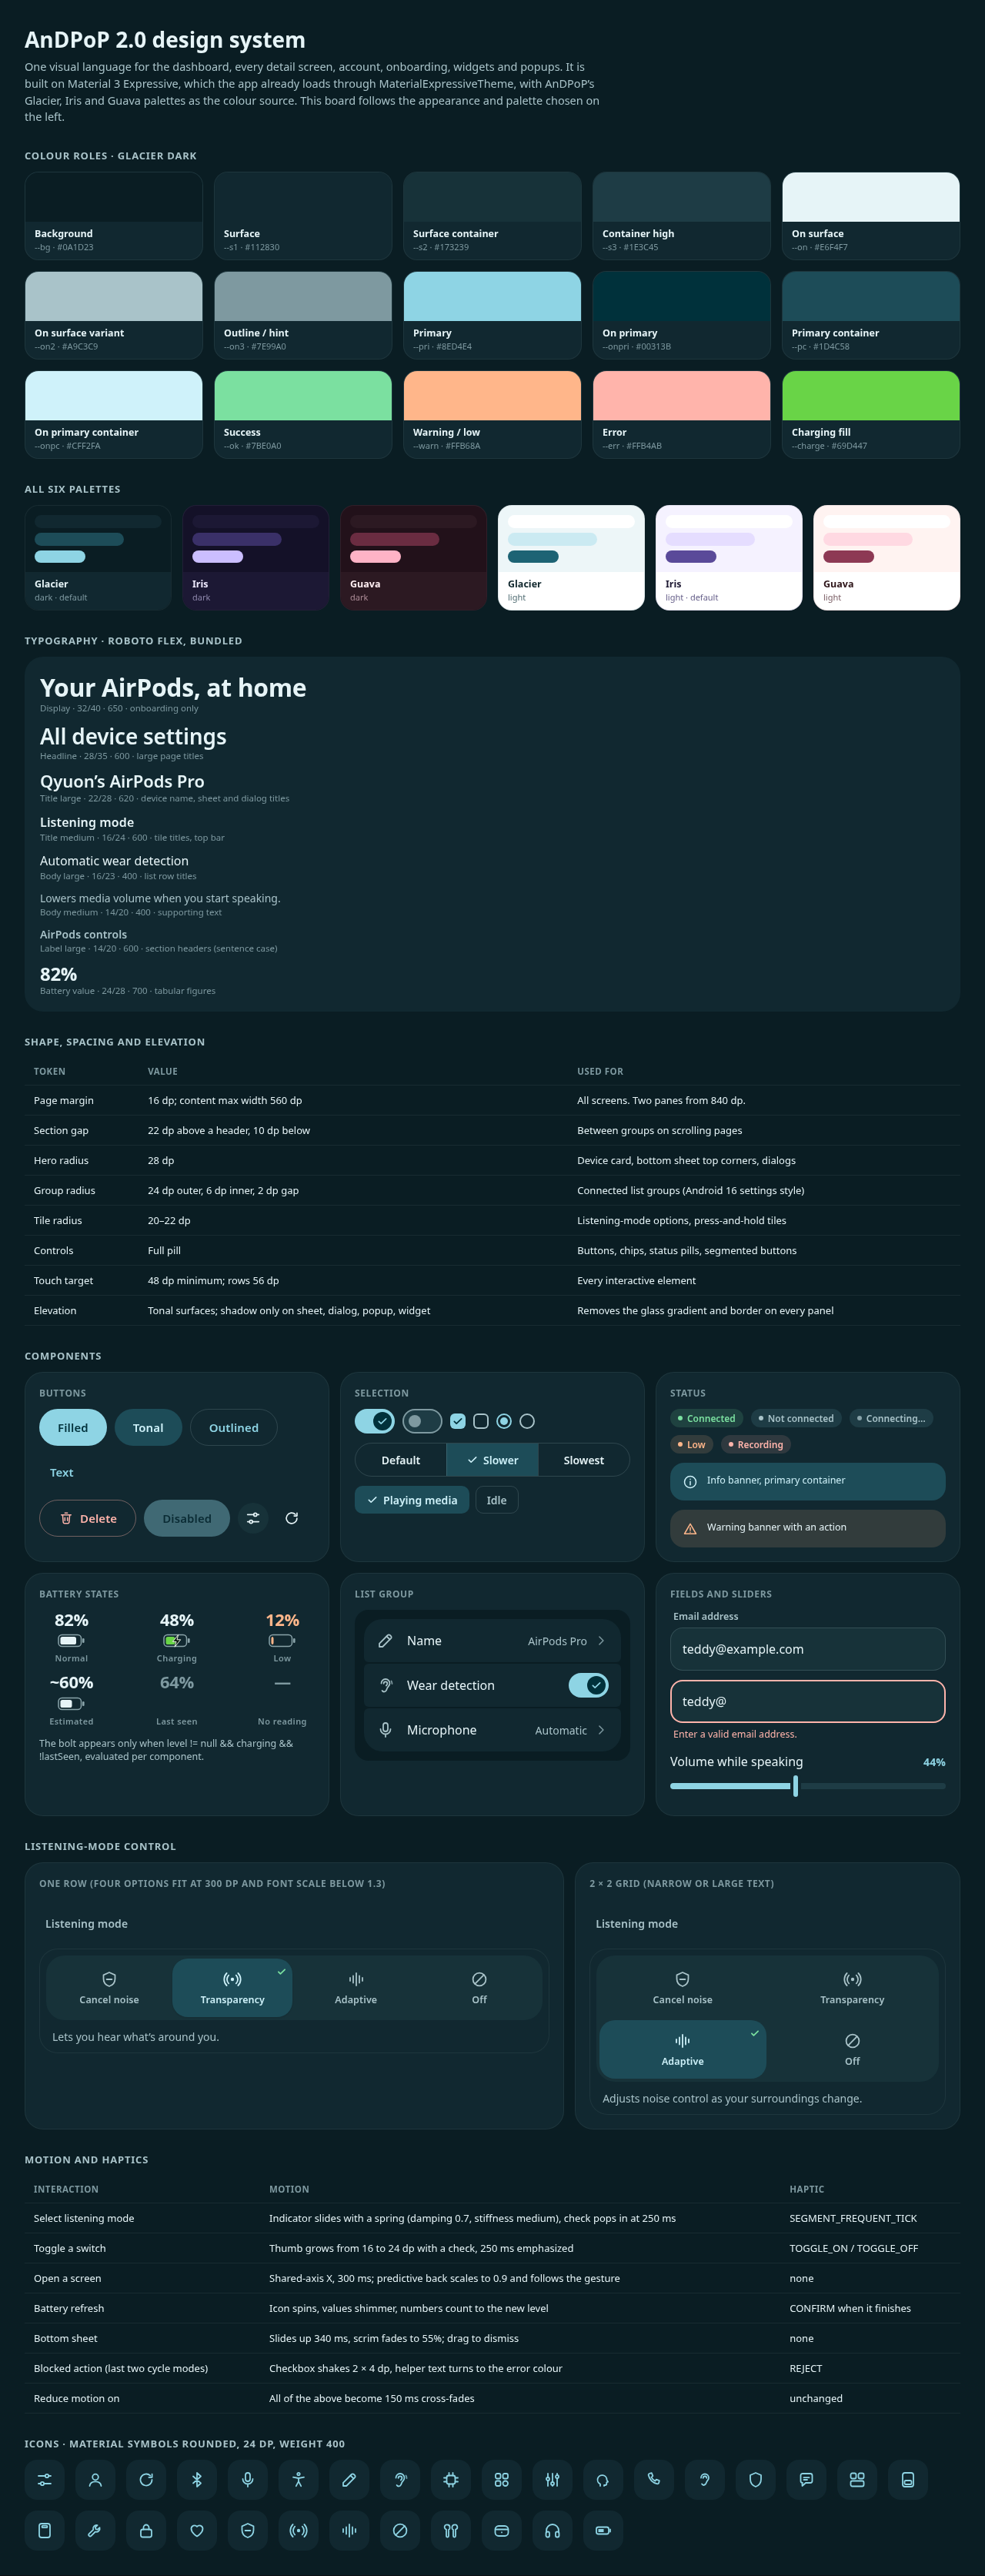 AnDPoP 2.0 design system
One visual language for the dashboard, every detail screen, account, onboarding, widgets and popups. It is
built on Material 3 Expressive, which the app already loads through MaterialExpressiveTheme, with AnDPoP’s
Glacier, Iris and Guava palettes as the colour source. This board follows the appearance and palette chosen on
the left.
COLOUR ROLES · GLACIER DARK
Background
--bg · #0A1D23
Surface
--s1 · #112830
Surface container
--s2 · #173239
Container high
--s3 · #1E3C45
On surface
--on · #E6F4F7
On surface variant
--on2 · #A9C3C9
Outline / hint
--on3 · #7E99A0
Primary
--pri · #8ED4E4
On primary
--onpri · #00313B
Primary container
--pc · #1D4C58
On primary container
--onpc · #CFF2FA
Success
--ok · #7BE0A0
Warning / low
--warn · #FFB68A
Error
--err · #FFB4AB
Charging fill
--charge · #69D447
ALL SIX PALETTES
Glacier
dark · default
Iris
dark
Guava
dark
Glacier
light
Iris
light · default
Guava
light
TYPOGRAPHY · ROBOTO FLEX, BUNDLED
Your AirPods, at home
Display · 32/40 · 650 · onboarding only
All device settings
Headline · 28/35 · 600 · large page titles
Qyuon’s AirPods Pro
Title large · 22/28 · 620 · device name, sheet and dialog titles
Listening mode
Title medium · 16/24 · 600 · tile titles, top bar
Automatic wear detection
Body large · 16/23 · 400 · list row titles
Lowers media volume when you start speaking.
Body medium · 14/20 · 400 · supporting text
AirPods controls
Label large · 14/20 · 600 · section headers (sentence case)
82%
Battery value · 24/28 · 700 · tabular figures
SHAPE, SPACING AND ELEVATION
TOKEN VALUE USED FOR
Page margin 16 dp; content max width 560 dp All screens. Two panes from 840 dp.
Section gap 22 dp above a header, 10 dp below Between groups on scrolling pages
Hero radius 28 dp Device card, bottom sheet top corners, dialogs
Group radius 24 dp outer, 6 dp inner, 2 dp gap Connected list groups (Android 16 settings style)
Tile radius 20–22 dp Listening-mode options, press-and-hold tiles
Controls Full pill Buttons, chips, status pills, segmented buttons
Touch target 48 dp minimum; rows 56 dp Every interactive element
Elevation Tonal surfaces; shadow only on sheet, dialog, popup, widget Removes the glass gradient and border on every panel
COMPONENTS
BUTTONS
Filled Tonal Outlined
Text
Delete Disabled
SELECTION
Default Slower Slowest
Playing media Idle
STATUS
Connected Not connected Connecting…
Low Recording
Info banner, primary container
Warning banner with an action
BATTERY STATES
82% 48% 12%
Normal Charging Low
~60% 64% —
Estimated Last seen No reading
The bolt appears only when level != null && charging &&
!lastSeen, evaluated per component.
LIST GROUP
Name AirPods Pro
Wear detection
Microphone Automatic
FIELDS AND SLIDERS
Email address
teddy@example.com
teddy@
Enter a valid email address.
Volume while speaking 44%
LISTENING-MODE CONTROL
ONE ROW (FOUR OPTIONS FIT AT 300 DP AND FONT SCALE BELOW 1.3)
Listening mode
Cancel noise Transparency Adaptive Off
Lets you hear what’s around you.
2 × 2 GRID (NARROW OR LARGE TEXT)
Listening mode
Cancel noise Transparency
Adaptive Off
Adjusts noise control as your surroundings change.
MOTION AND HAPTICS
INTERACTION MOTION HAPTIC
Select listening mode Indicator slides with a spring (damping 0.7, stiffness medium), check pops in at 250 ms SEGMENT_FREQUENT_TICK
Toggle a switch Thumb grows from 16 to 24 dp with a check, 250 ms emphasized TOGGLE_ON / TOGGLE_OFF
Open a screen Shared-axis X, 300 ms; predictive back scales to 0.9 and follows the gesture none
Battery refresh Icon spins, values shimmer, numbers count to the new level CONFIRM when it finishes
Bottom sheet Slides up 340 ms, scrim fades to 55%; drag to dismiss none
Blocked action (last two cycle modes) Checkbox shakes 2 × 4 dp, helper text turns to the error colour REJECT
Reduce motion on All of the above become 150 ms cross-fades unchanged
ICONS · MATERIAL SYMBOLS ROUNDED, 24 DP, WEIGHT 400